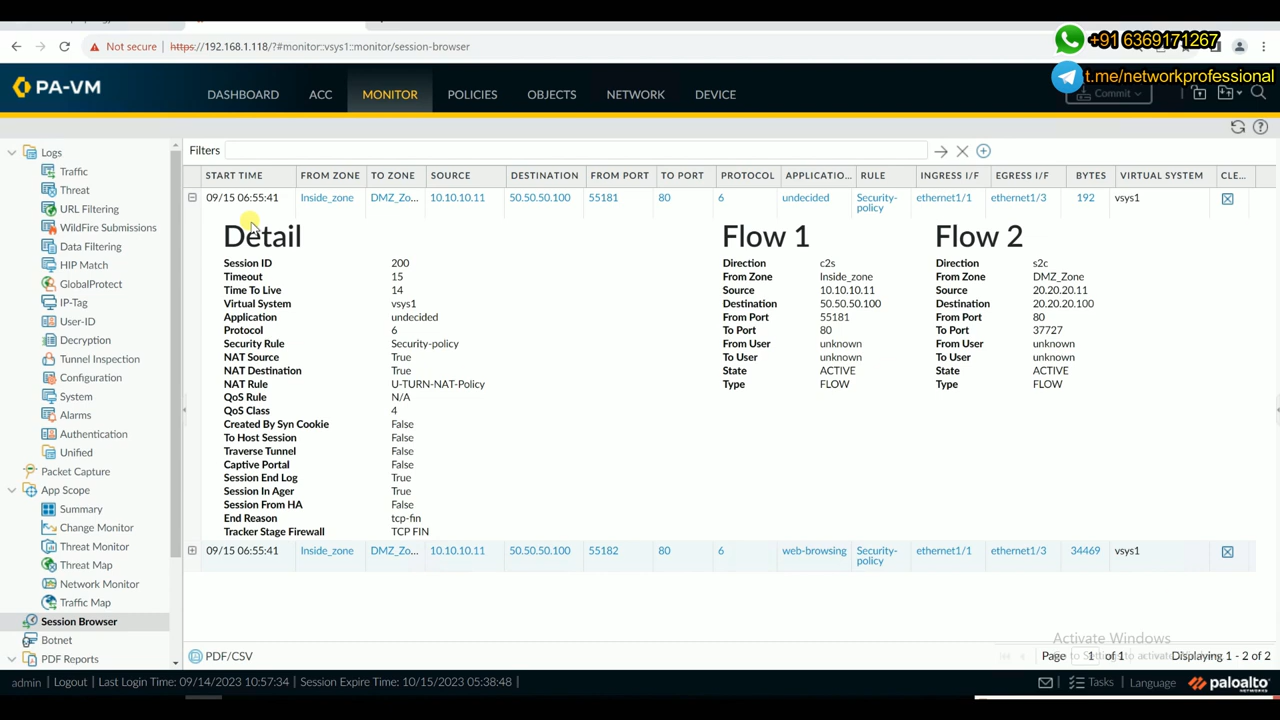 +91 6369171267
Not secure https://192.168.1.118/?#monitor::vsys1::monitor/session-browser
t.me/networkprofessional
PA-VM
DASHBOARD ACC MONITOR POLICIES OBJECTS NETWORK DEVICE Commit
Logs
Traffic
Threat
URL Filtering
WildFire Submissions
Data Filtering
HIP Match
GlobalProtect
IP-Tag
User-ID
Decryption
Tunnel Inspection
Configuration
System
Alarms
Authentication
Unified
Packet Capture
App Scope
Summary
Change Monitor
Threat Monitor
Threat Map
Network Monitor
Traffic Map
Session Browser
Botnet
PDF Reports
Filters
START TIME FROM ZONE TO ZONE SOURCE DESTINATION FROM PORT TO PORT PROTOCOL APPLICATIO... RULE INGRESS I/F EGRESS I/F BYTES VIRTUAL SYSTEM CLE...
09/15 06:55:41 Inside_zone DMZ_Zo... 10.10.10.11 50.50.50.100 55181 80 6 undecided Security- ethernet1/1 ethernet1/3 192 vsys1
policy
Detail
Session ID 200
Timeout 15
Time To Live 14
Virtual System vsys1
Application undecided
Protocol 6
Security Rule Security-policy
NAT Source True
NAT Destination True
NAT Rule U-TURN-NAT-Policy
QoS Rule N/A
QoS Class 4
Created By Syn Cookie False
To Host Session False
Traverse Tunnel False
Captive Portal False
Session End Log True
Session In Ager True
Session From HA False
End Reason tcp-fin
Tracker Stage Firewall TCP FIN
Flow 1
Direction c2s
From Zone Inside_zone
Source 10.10.10.11
Destination 50.50.50.100
From Port 55181
To Port 80
From User unknown
To User unknown
State ACTIVE
Type FLOW
Flow 2
Direction s2c
From Zone DMZ_Zone
Source 20.20.20.11
Destination 20.20.20.100
From Port 80
To Port 37727
From User unknown
To User unknown
State ACTIVE
Type FLOW
09/15 06:55:41 Inside_zone DMZ_Zo... 10.10.10.11 50.50.50.100 55182 80 6 web-browsing Security- ethernet1/1 ethernet1/3 34469 vsys1
policy
Activate Windows
PDF/CSV
Page 1 of 1 Displaying 1 - 2 of 2
admin | Logout | Last Login Time: 09/14/2023 10:57:34 | Session Expire Time: 10/15/2023 05:38:48 |
Tasks | Language
paloalto
NETWORKS